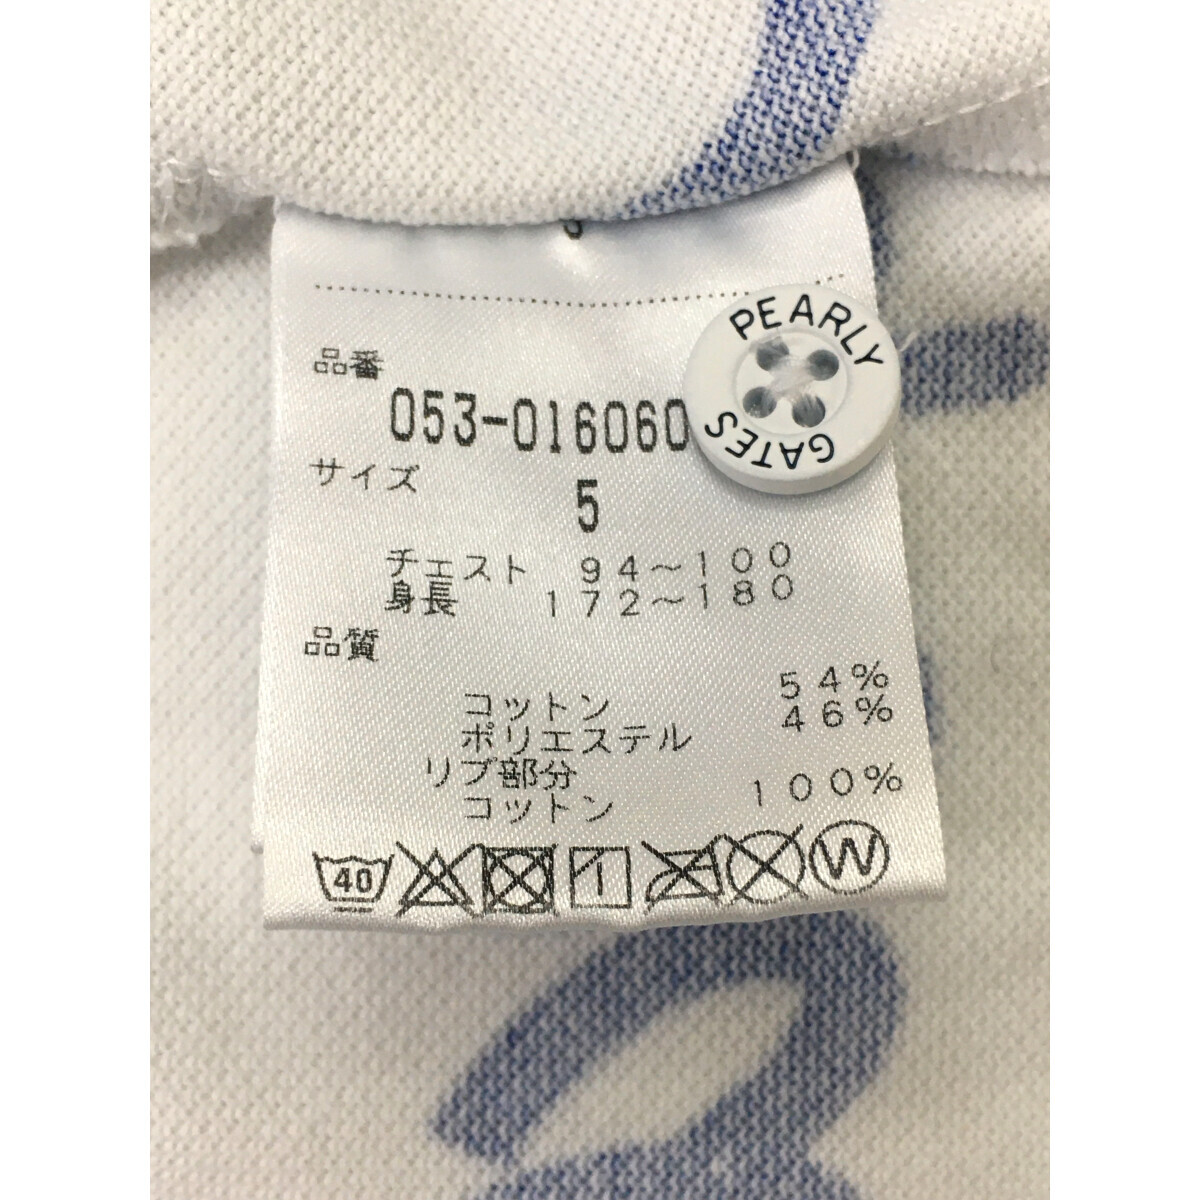 PEARLY
GATES
品番
053-016060
サイズ
5
チェスト 94～100
身長 172～180
品質
コットン 54%
ポリエステル 46%
リブ部分
コットン 100%
40
W